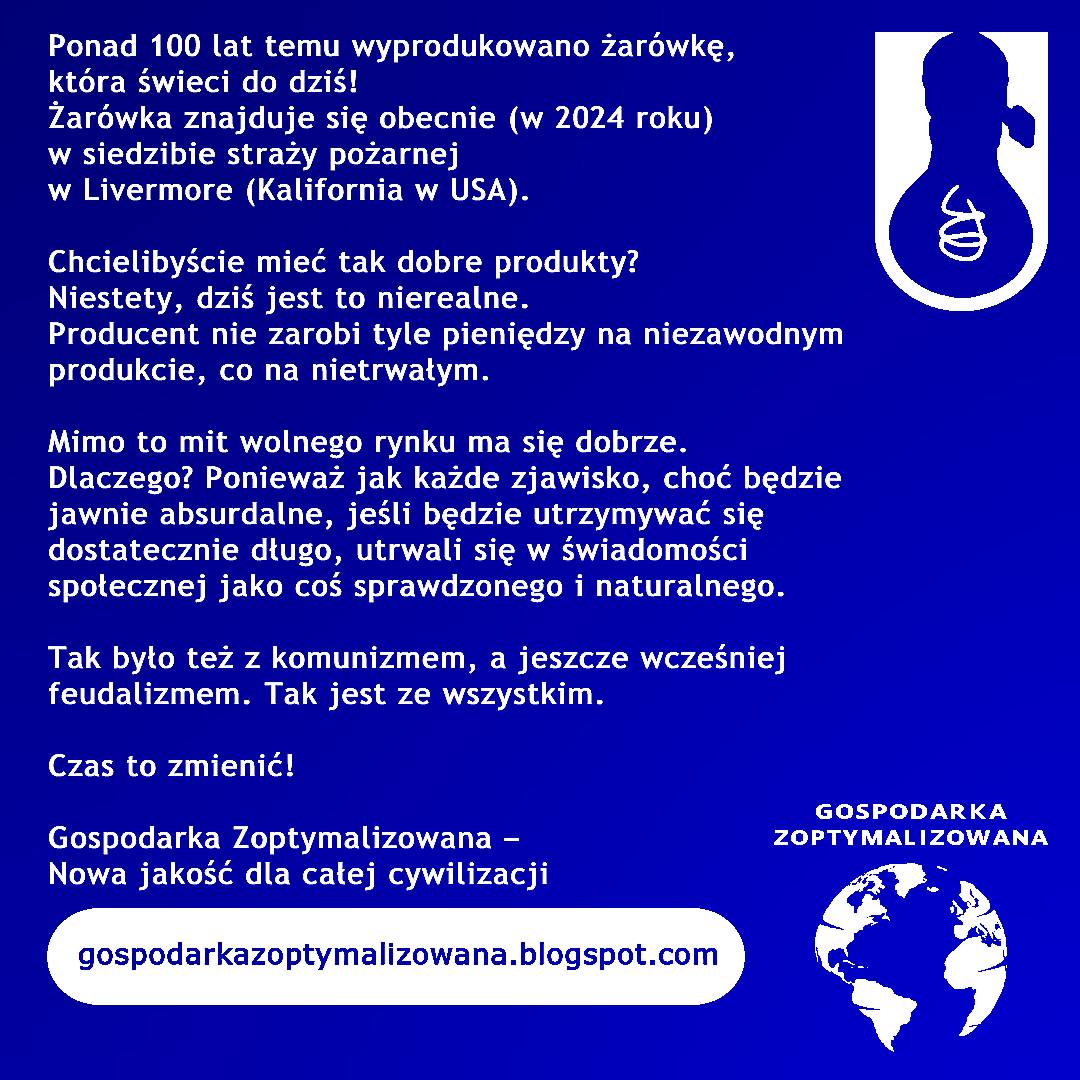 Ponad 100 lat temu wyprodukowano żarówkę,
która świeci do dziś!
Żarówka znajduje się obecnie (w 2024 roku)
w siedzibie straży pożarnej
w Livermore (Kalifornia w USA).
Chcielibyście mieć tak dobre produkty?
Niestety, dziś jest to nierealne.
Producent nie zarobi tyle pieniędzy na niezawodnym
produkcie, co na nietrwałym.
Mimo to mit wolnego rynku ma się dobrze.
Dlaczego? Ponieważ jak każde zjawisko, choć będzie
jawnie absurdalne, jeśli będzie utrzymywać się
dostatecznie długo, utrwali się w świadomości
społecznej jako coś sprawdzonego i naturalnego.
Tak było też z komunizmem, a jeszcze wcześniej
feudalizmem. Tak jest ze wszystkim.
Czas to zmienić!
Gospodarka Zoptymalizowana –
Nowa jakość dla całej cywilizacji
gospodarkazoptymalizowana.blogspot.com
GOSPODARKA
ZOPTYMALIZOWANA